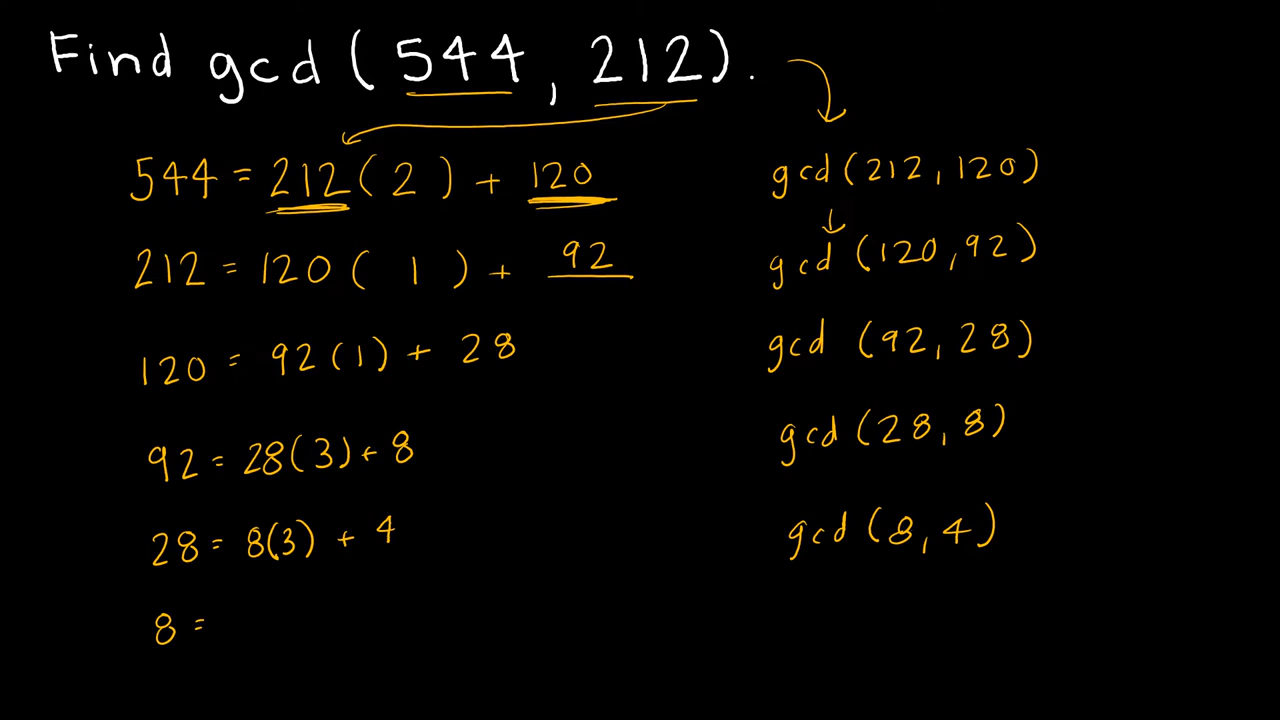 Find gcd(544, 212).
544 = 212(2) + 120
gcd(212, 120)
212 = 120(1) + 92
gcd(120, 92)
120 = 92(1) + 28
gcd(92, 28)
92 = 28(3) + 8
gcd(28, 8)
28 = 8(3) + 4
gcd(8, 4)
8 =